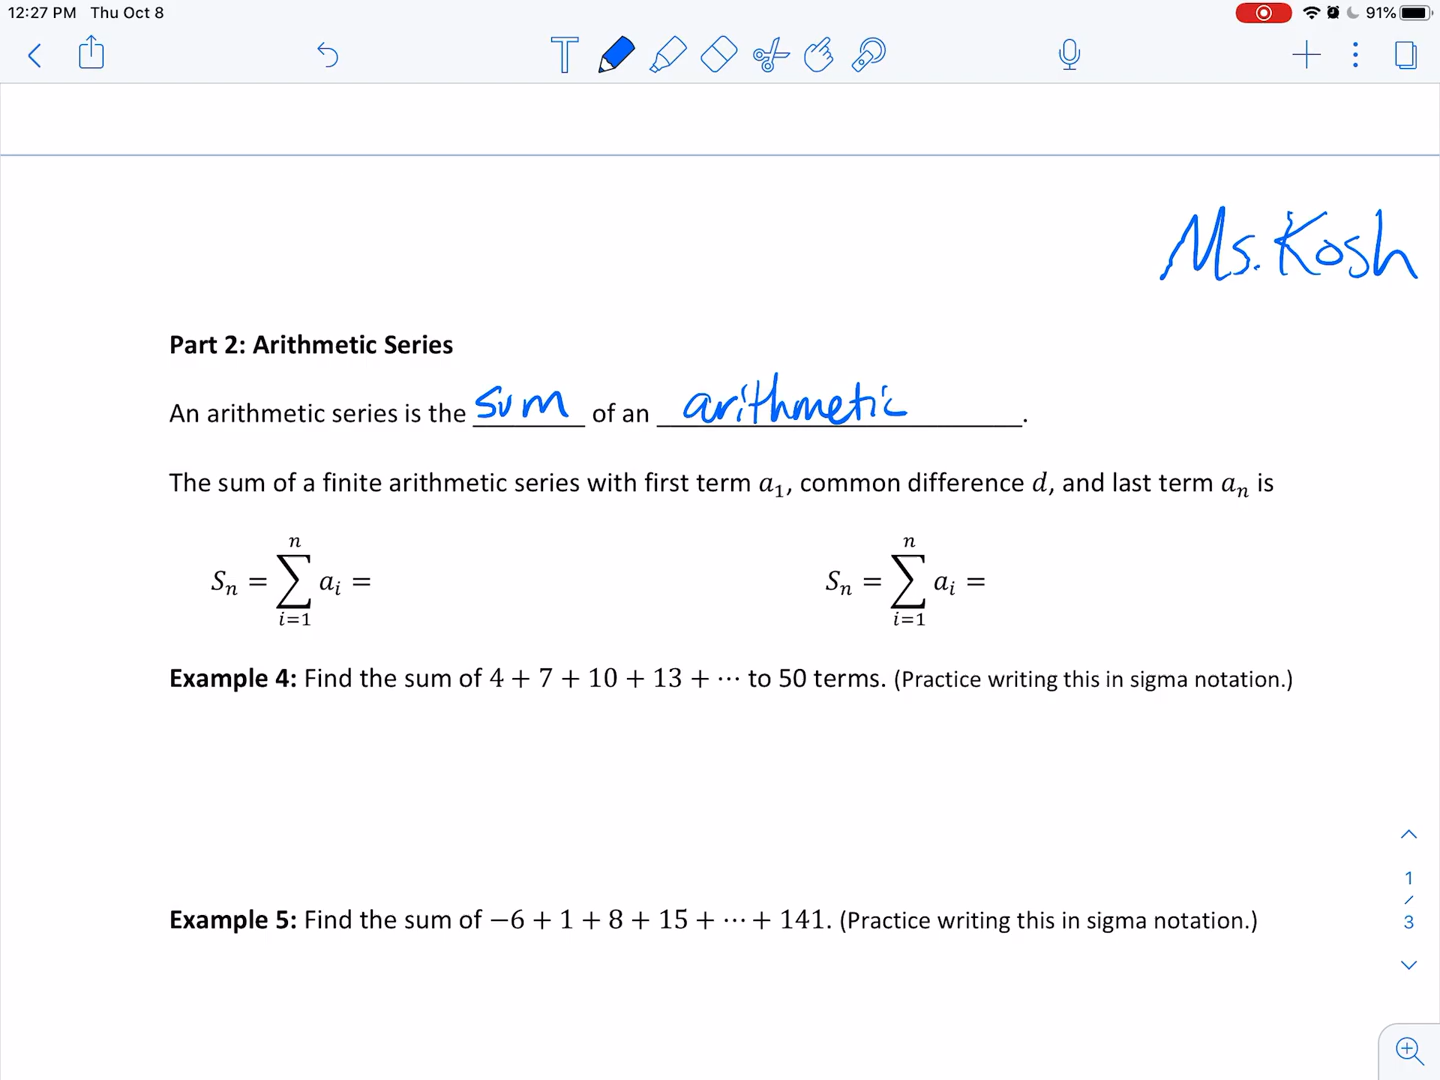 12:27 PM Thu Oct 8 91%
T
Ms. Kosh
Part 2: Arithmetic Series
An arithmetic series is the sum of an arithmetic.
The sum of a finite arithmetic series with first term a₁, common difference d, and last term aₙ is
Sₙ = ∑ⁿᵢ₌₁ aᵢ = Sₙ = ∑ⁿᵢ₌₁ aᵢ =
Example 4: Find the sum of 4 + 7 + 10 + 13 + ⋯ to 50 terms. (Practice writing this in sigma notation.)
1
/
3
Example 5: Find the sum of −6 + 1 + 8 + 15 + ⋯ + 141. (Practice writing this in sigma notation.)